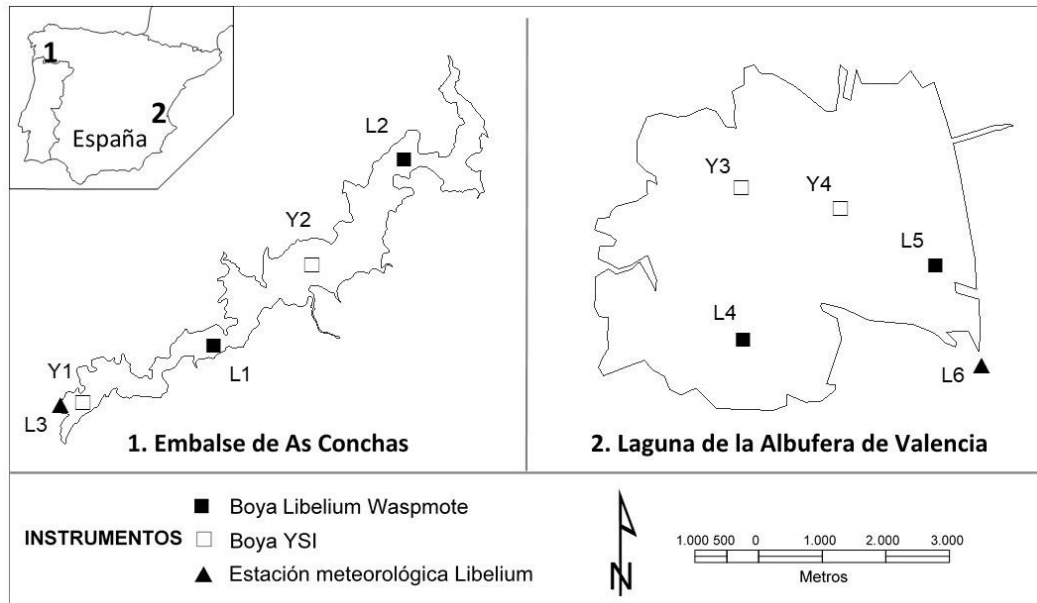 1
2
España
L2
Y2
L1
Y1
L3
1. Embalse de As Conchas
Y3
Y4
L5
L4
L6
2. Laguna de la Albufera de Valencia
INSTRUMENTOS
Boya Libelium Waspmote
Boya YSI
Estación meteorológica Libelium
N
1.000 500 0 1.000 2.000 3.000
Metros